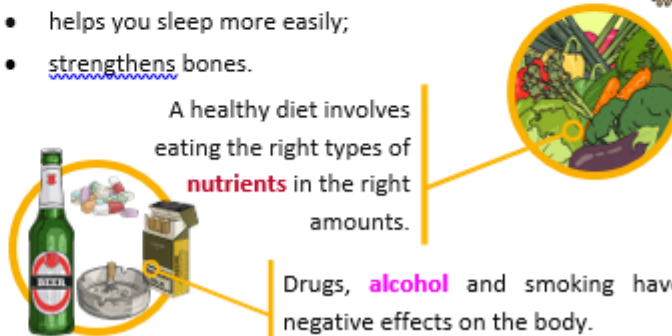 • helps you sleep more easily;
• strengthens bones.
A healthy diet involves
eating the right types of
nutrients in the right
amounts.
BEER
Drugs, alcohol and smoking have
negative effects on the body.